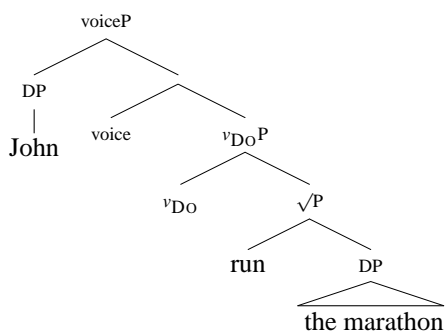 voiceP
DP
John
voice
vDOP
vDO
√P
run
DP
the marathon